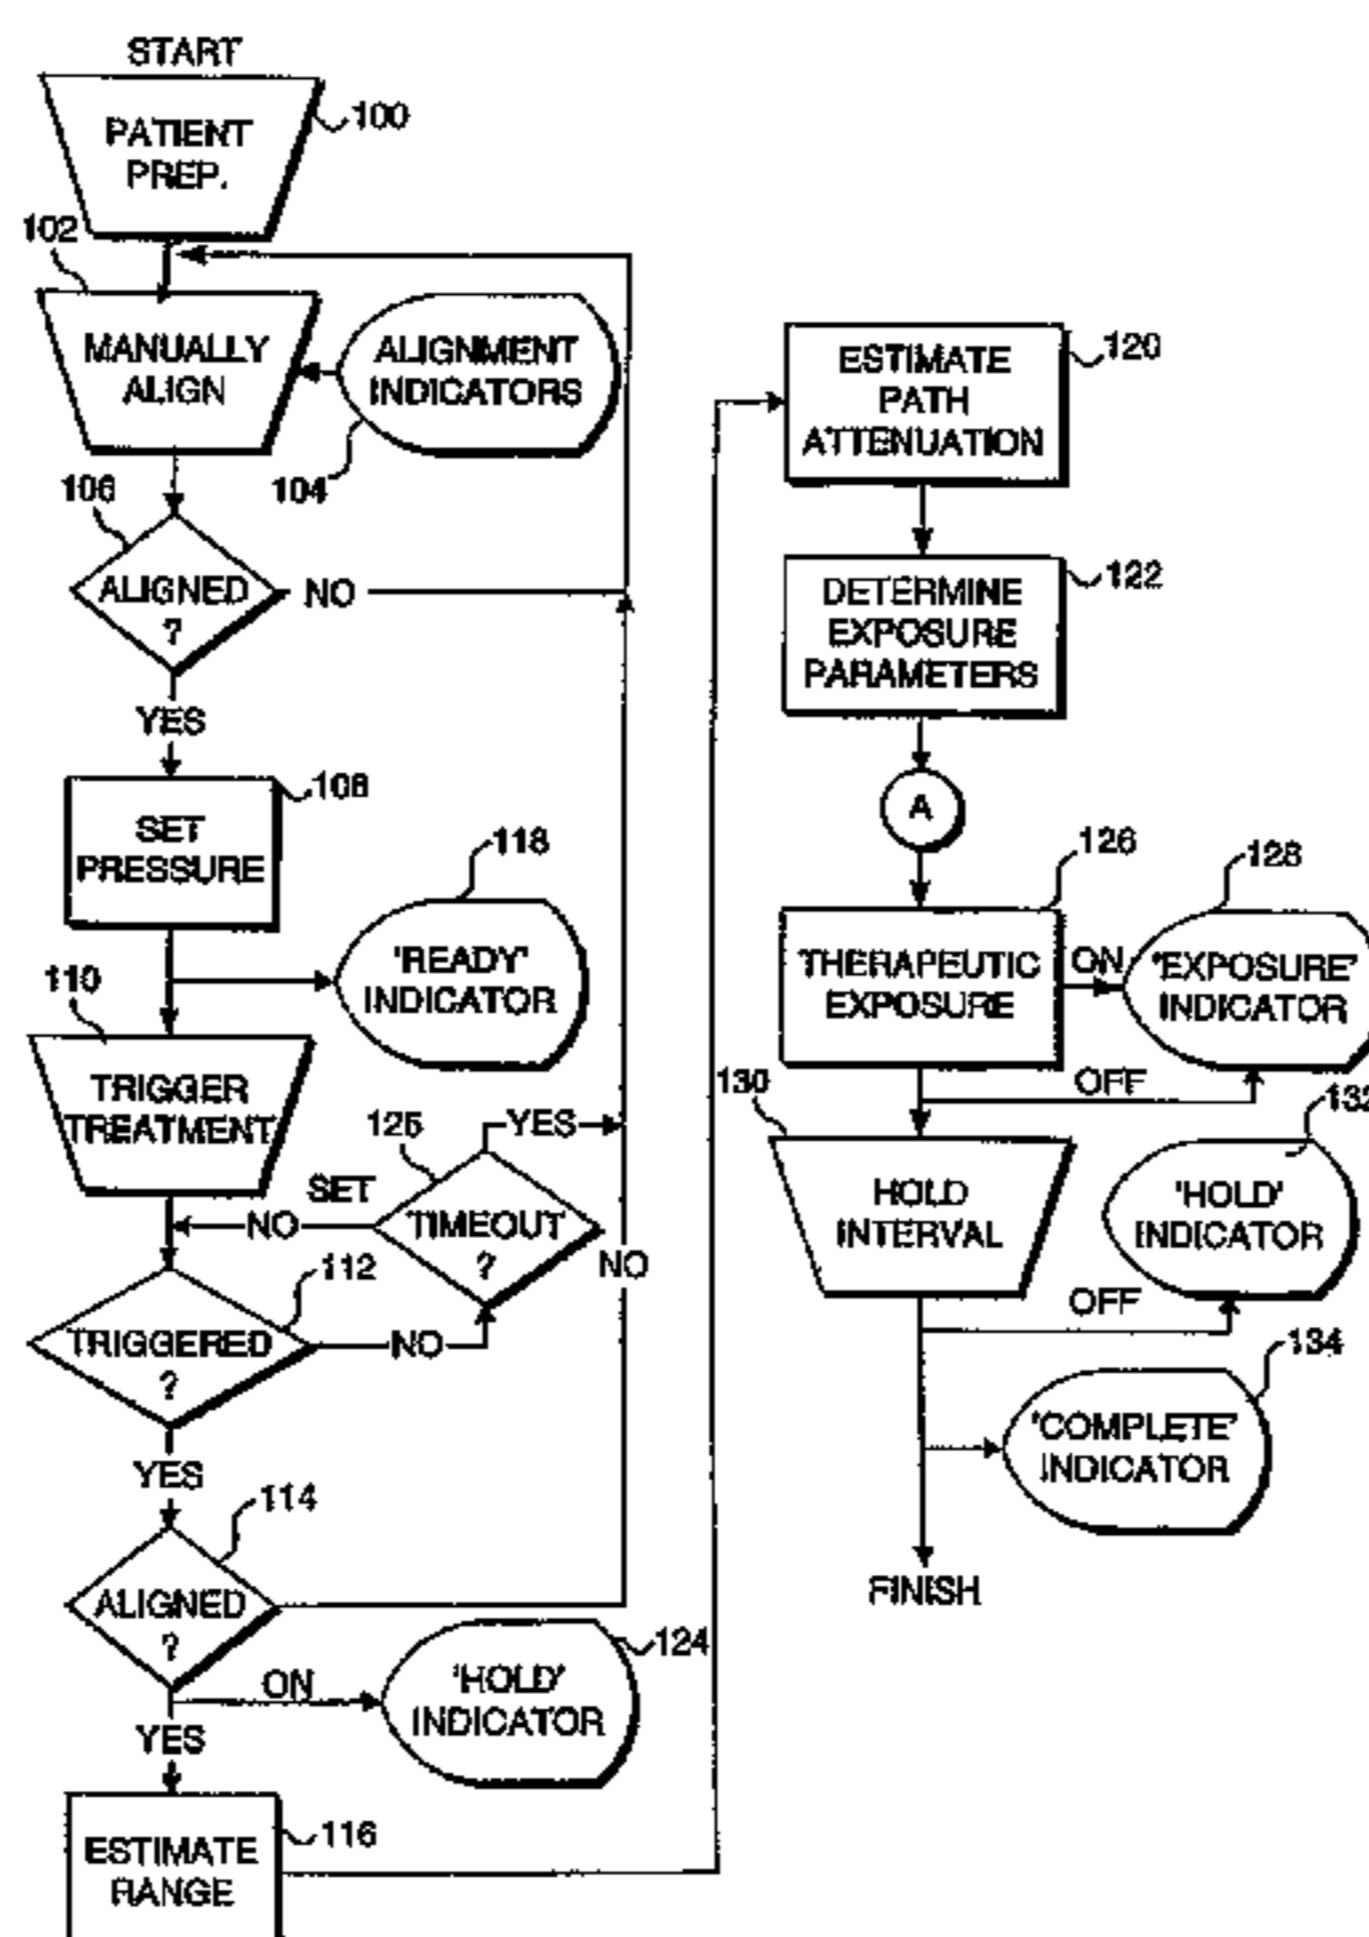 START
PATIENT
PREP.
100
102
MANUALLY
ALIGN
ALIGNMENT
INDICATORS
104
106
ALIGNED
?
NO
YES
108
SET
PRESSURE
118
'READY'
INDICATOR
110
TRIGGER
TREATMENT
125
YES
SET
NO
TIMEOUT
?
NO
112
TRIGGERED
?
NO
YES
114
ALIGNED
?
124
ON
'HOLD'
INDICATOR
YES
116
ESTIMATE
RANGE
120
ESTIMATE
PATH
ATTENUATION
122
DETERMINE
EXPOSURE
PARAMETERS
A
126
THERAPEUTIC
EXPOSURE
ON
128
'EXPOSURE'
INDICATOR
OFF
130
HOLD
INTERVAL
132
'HOLD'
INDICATOR
OFF
134
'COMPLETE'
INDICATOR
FINISH